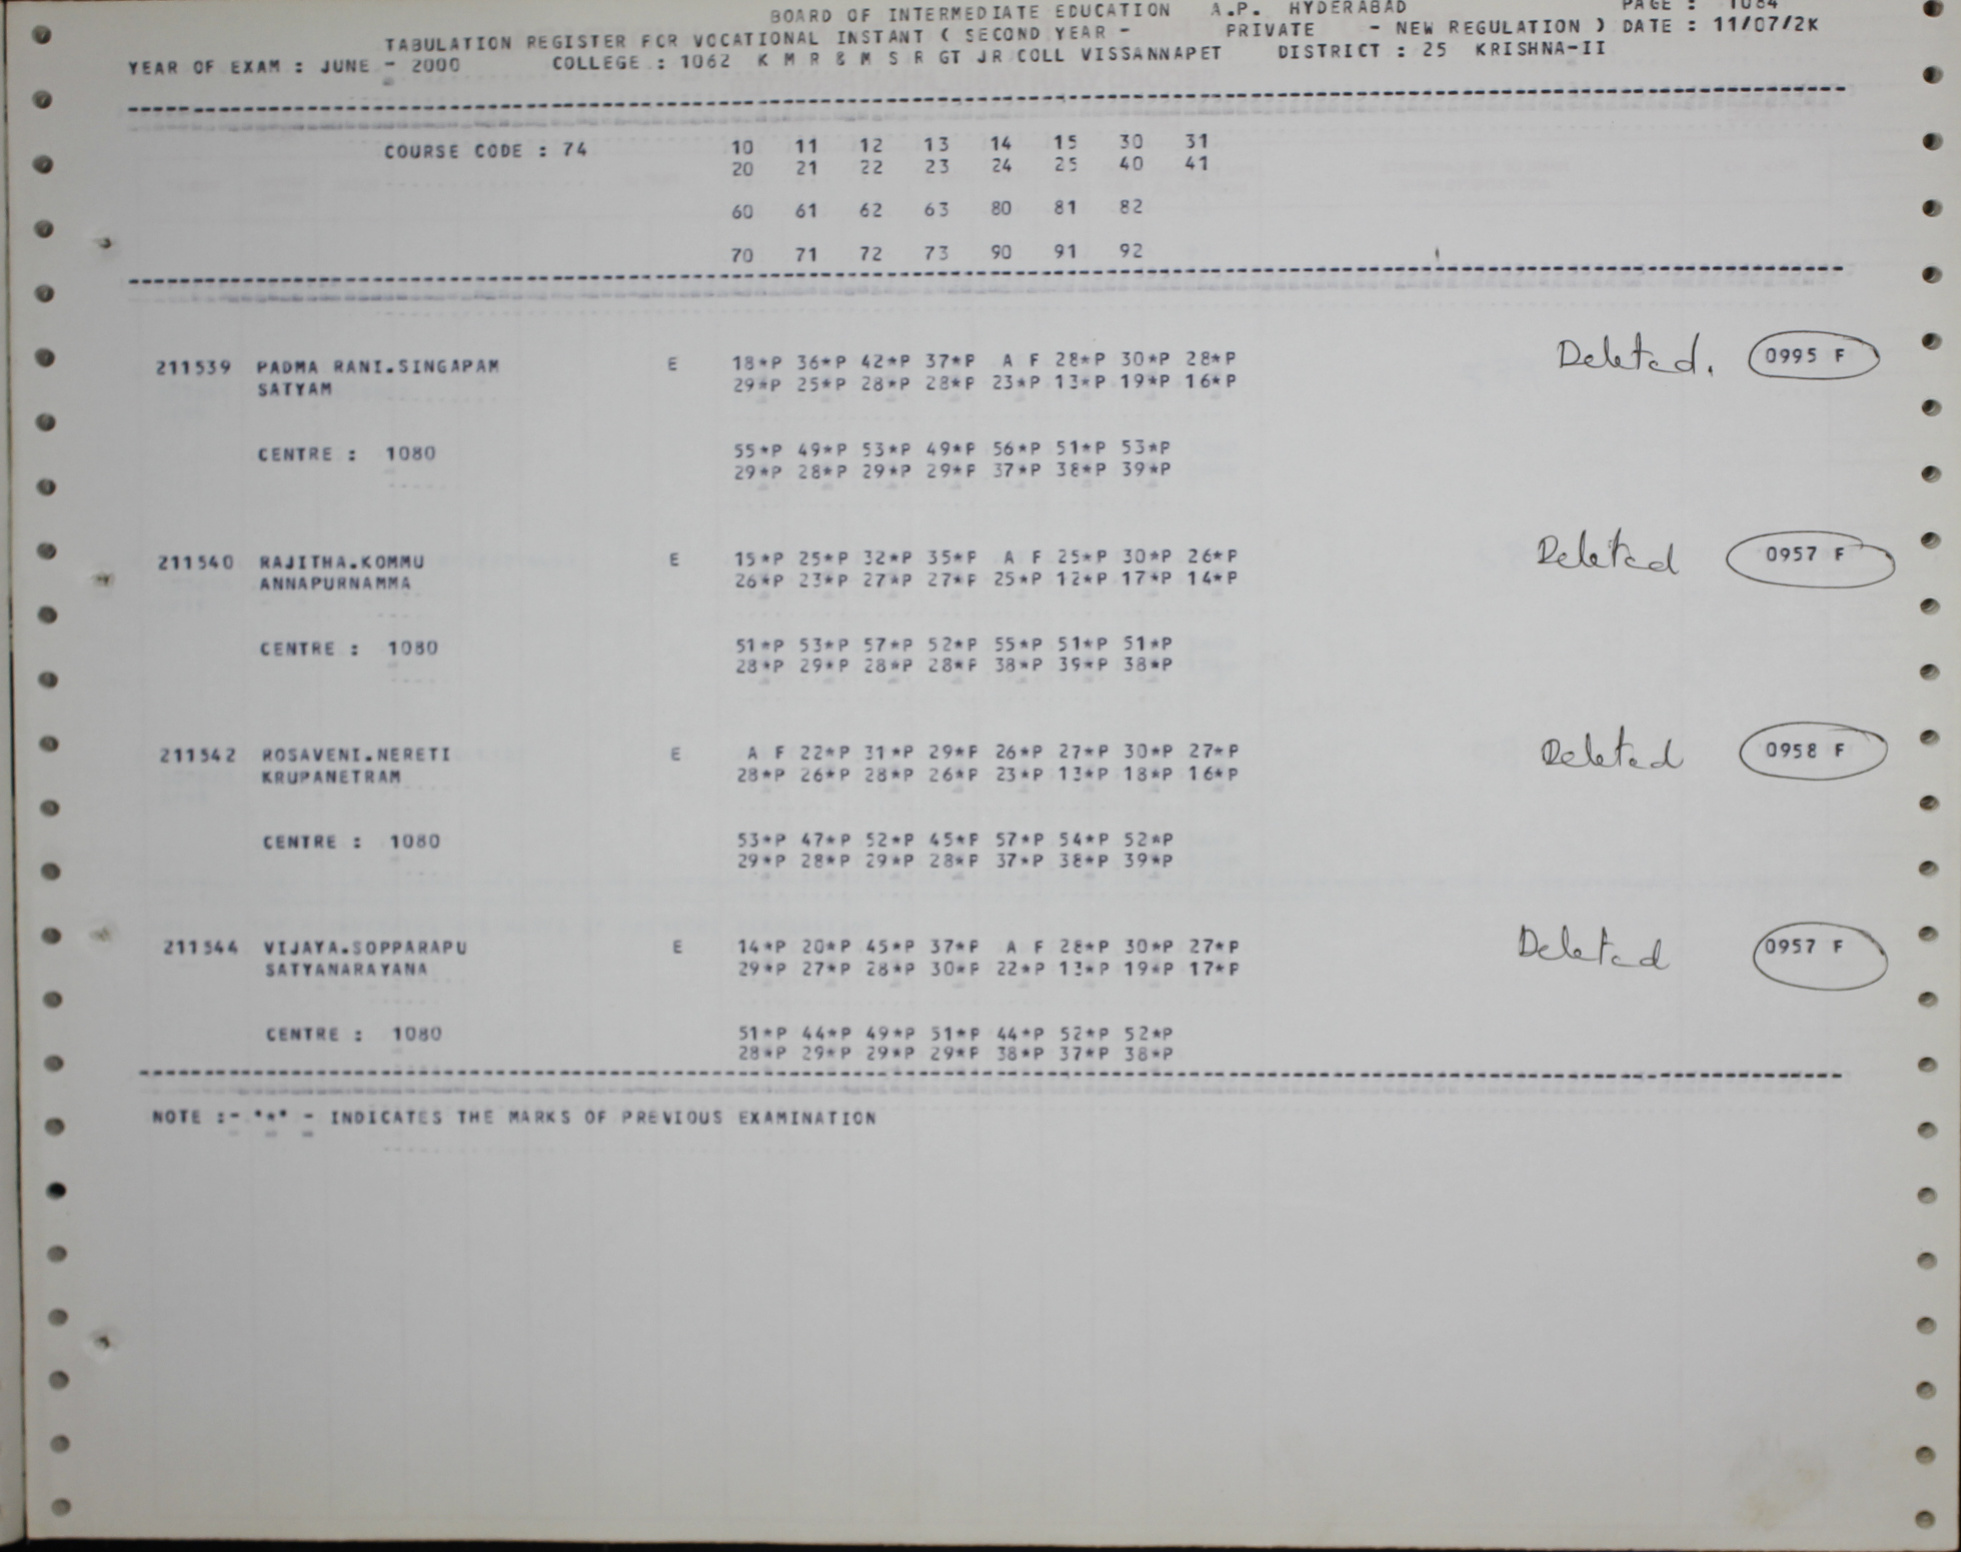 BOARD OF INTERMEDIATE EDUCATION A.P. HYDERABAD PAGE : 1084
TABULATION REGISTER FOR VOCATIONAL INSTANT ( SECOND YEAR - PRIVATE - NEW REGULATION ) DATE : 11/07/2K
YEAR OF EXAM : JUNE - 2000 COLLEGE : 1062 K M R & M S R GT JR COLL VISSANNAPET DISTRICT : 25 KRISHNA-II
COURSE CODE : 74 10 11 12 13 14 15 30 31
20 21 22 23 24 25 40 41
60 61 62 63 80 81 82
70 71 72 73 90 91 92
211539 PADMA RANI.SINGAPAM E 18*P 36*P 42*P 37*P A F 28*P 30*P 28*P Deleted. 0995 F
SATYAM 29*P 25*P 28*P 28*P 23*P 13*P 19*P 16*P
CENTRE : 1080 55*P 49*P 53*P 49*P 56*P 51*P 53*P
29*P 28*P 29*P 29*P 37*P 38*P 39*P
211540 RAJITHA.KOMMU E 15*P 25*P 32*P 35*P A F 25*P 30*P 26*P Deleted 0957 F
ANNAPURNAMMA 26*P 23*P 27*P 27*P 25*P 12*P 17*P 14*P
CENTRE : 1080 51*P 53*P 57*P 52*P 55*P 51*P 51*P
28*P 29*P 28*P 28*P 38*P 39*P 38*P
211542 ROSAVENI.NERETI E A F 22*P 31*P 29*P 26*P 27*P 30*P 27*P Deleted 0958 F
KRUPANETRAM 28*P 26*P 28*P 26*P 23*P 13*P 18*P 16*P
CENTRE : 1080 53*P 47*P 52*P 45*P 57*P 54*P 52*P
29*P 28*P 29*P 28*P 37*P 38*P 39*P
211544 VIJAYA.SOPPARAPU E 14*P 20*P 45*P 37*P A F 28*P 30*P 27*P Deleted 0957 F
SATYANARAYANA 29*P 27*P 28*P 30*P 22*P 13*P 19*P 17*P
CENTRE : 1080 51*P 44*P 49*P 51*P 44*P 52*P 52*P
28*P 29*P 29*P 29*P 38*P 37*P 38*P
NOTE :- "*" - INDICATES THE MARKS OF PREVIOUS EXAMINATION